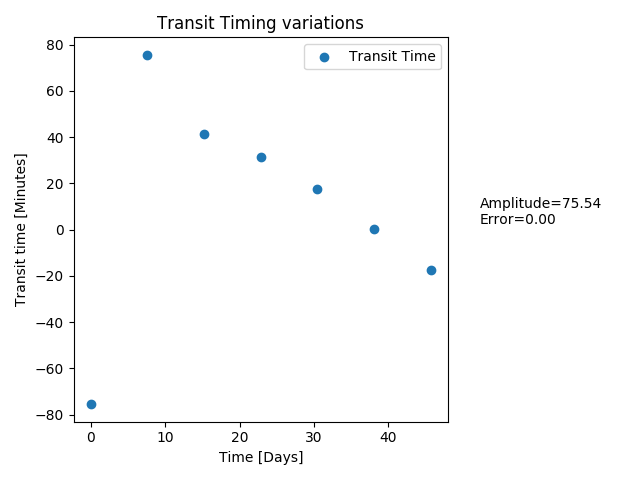 Transit Timing variations
Transit Time
Transit time [Minutes]
80
60
40
20
0
−20
−40
−60
−80
0
10
20
30
40
Time [Days]
Amplitude=75.54
Error=0.00